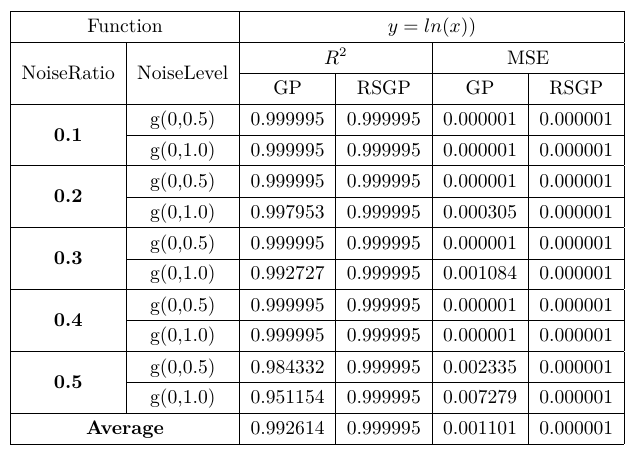 Function y = ln(x))
NoiseRatio NoiseLevel R² MSE
GP RSGP GP RSGP
0.1 g(0,0.5) 0.999995 0.999995 0.000001 0.000001
g(0,1.0) 0.999995 0.999995 0.000001 0.000001
0.2 g(0,0.5) 0.999995 0.999995 0.000001 0.000001
g(0,1.0) 0.997953 0.999995 0.000305 0.000001
0.3 g(0,0.5) 0.999995 0.999995 0.000001 0.000001
g(0,1.0) 0.992727 0.999995 0.001084 0.000001
0.4 g(0,0.5) 0.999995 0.999995 0.000001 0.000001
g(0,1.0) 0.999995 0.999995 0.000001 0.000001
0.5 g(0,0.5) 0.984332 0.999995 0.002335 0.000001
g(0,1.0) 0.951154 0.999995 0.007279 0.000001
Average 0.992614 0.999995 0.001101 0.000001